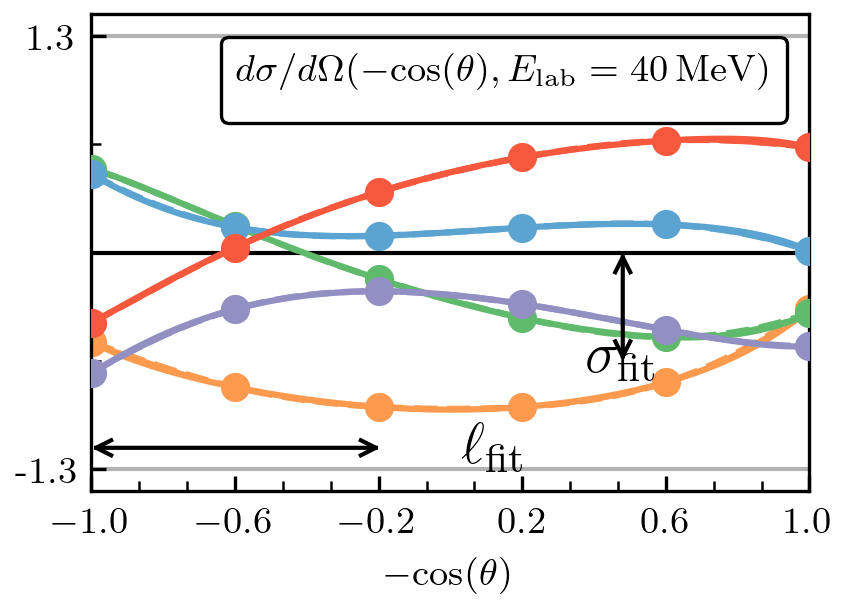 1.3
dσ/dΩ(−cos(θ), E_lab = 40 MeV)
σ_fit
ℓ_fit
-1.3
−1.0 −0.6 −0.2 0.2 0.6 1.0
−cos(θ)